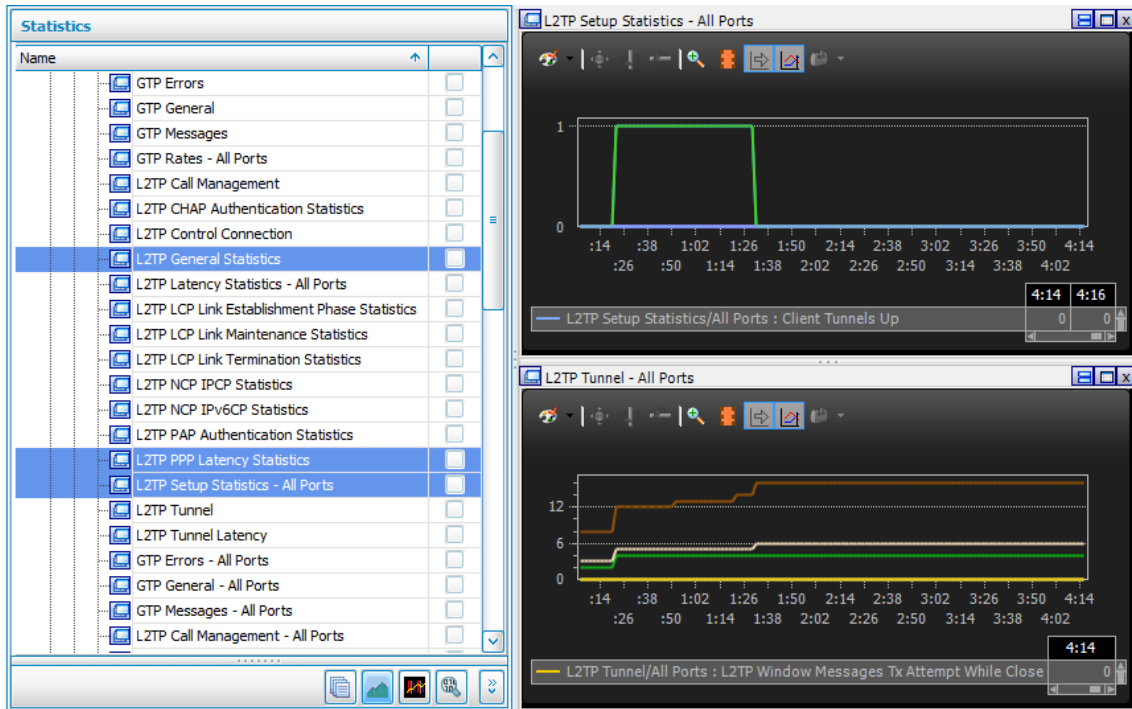 Statistics
Name
GTP Errors
GTP General
GTP Messages
GTP Rates - All Ports
L2TP Call Management
L2TP CHAP Authentication Statistics
L2TP Control Connection
L2TP General Statistics
L2TP Latency Statistics - All Ports
L2TP LCP Link Establishment Phase Statistics
L2TP LCP Link Maintenance Statistics
L2TP LCP Link Termination Statistics
L2TP NCP IPCP Statistics
L2TP NCP IPv6CP Statistics
L2TP PAP Authentication Statistics
L2TP PPP Latency Statistics
L2TP Setup Statistics - All Ports
L2TP Tunnel
L2TP Tunnel Latency
GTP Errors - All Ports
GTP General - All Ports
GTP Messages - All Ports
L2TP Call Management - All Ports
L2TP Setup Statistics - All Ports
1
0
:14 :38 1:02 1:26 1:50 2:14 2:38 3:02 3:26 3:50 4:14
:26 :50 1:14 1:38 2:02 2:26 2:50 3:14 3:38 4:02
4:14 4:16
L2TP Setup Statistics/All Ports : Client Tunnels Up 0 0
L2TP Tunnel - All Ports
12
6
0
:14 :38 1:02 1:26 1:50 2:14 2:38 3:02 3:26 3:50 4:14
:26 :50 1:14 1:38 2:02 2:26 2:50 3:14 3:38 4:02
4:14
L2TP Tunnel/All Ports : L2TP Window Messages Tx Attempt While Close 0